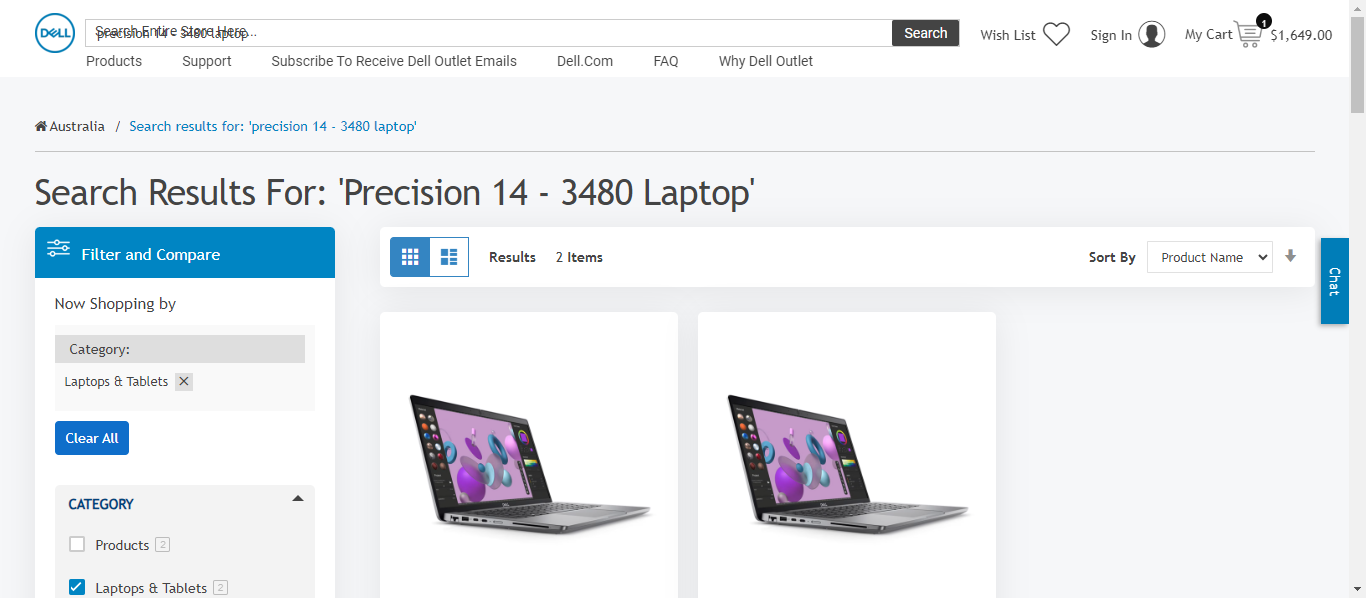 DELL
Search Entire Store Here...
precision 14 - 3480 laptop
Search
Wish List
Sign In
My Cart
1
$1,649.00
Products
Support
Subscribe To Receive Dell Outlet Emails
Dell.Com
FAQ
Why Dell Outlet
Australia / Search results for: 'precision 14 - 3480 laptop'
Search Results For: 'Precision 14 - 3480 Laptop'
Filter and Compare
Now Shopping by
Category:
Laptops & Tablets
Clear All
CATEGORY
Products 2
Laptops & Tablets 2
Results 2 Items
Sort By Product Name
Chat